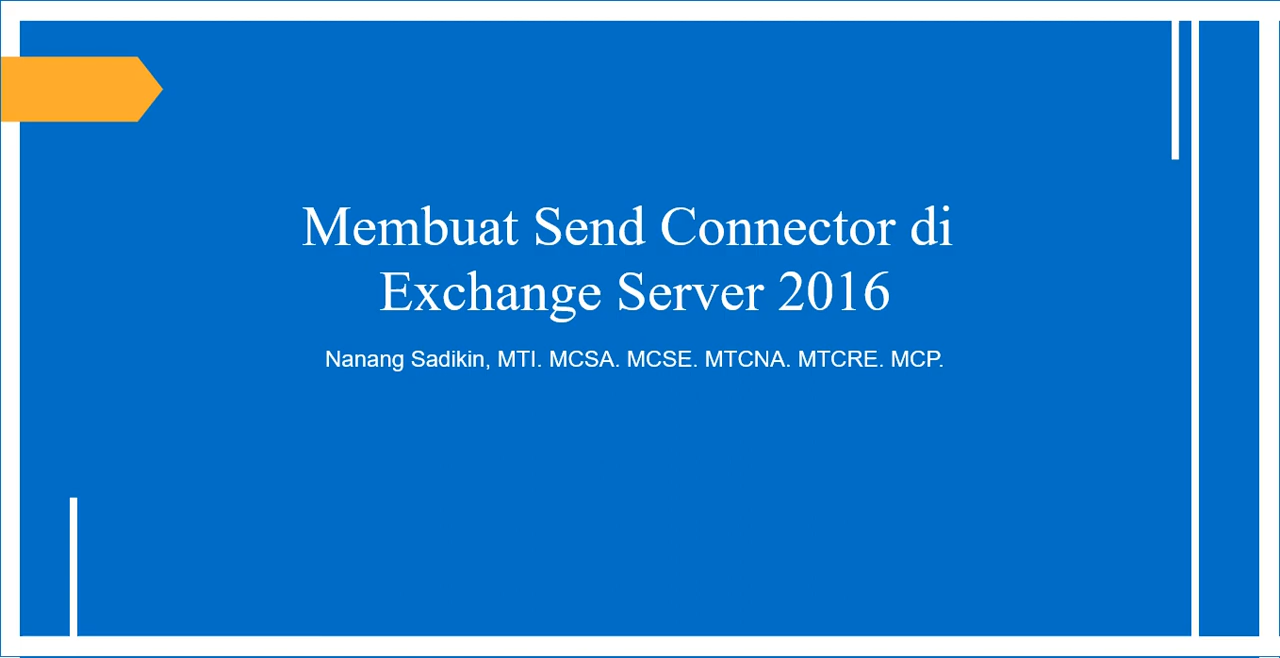 Membuat Send Connector di
Exchange Server 2016
Nanang Sadikin, MTI. MCSA. MCSE. MTCNA. MTCRE. MCP.